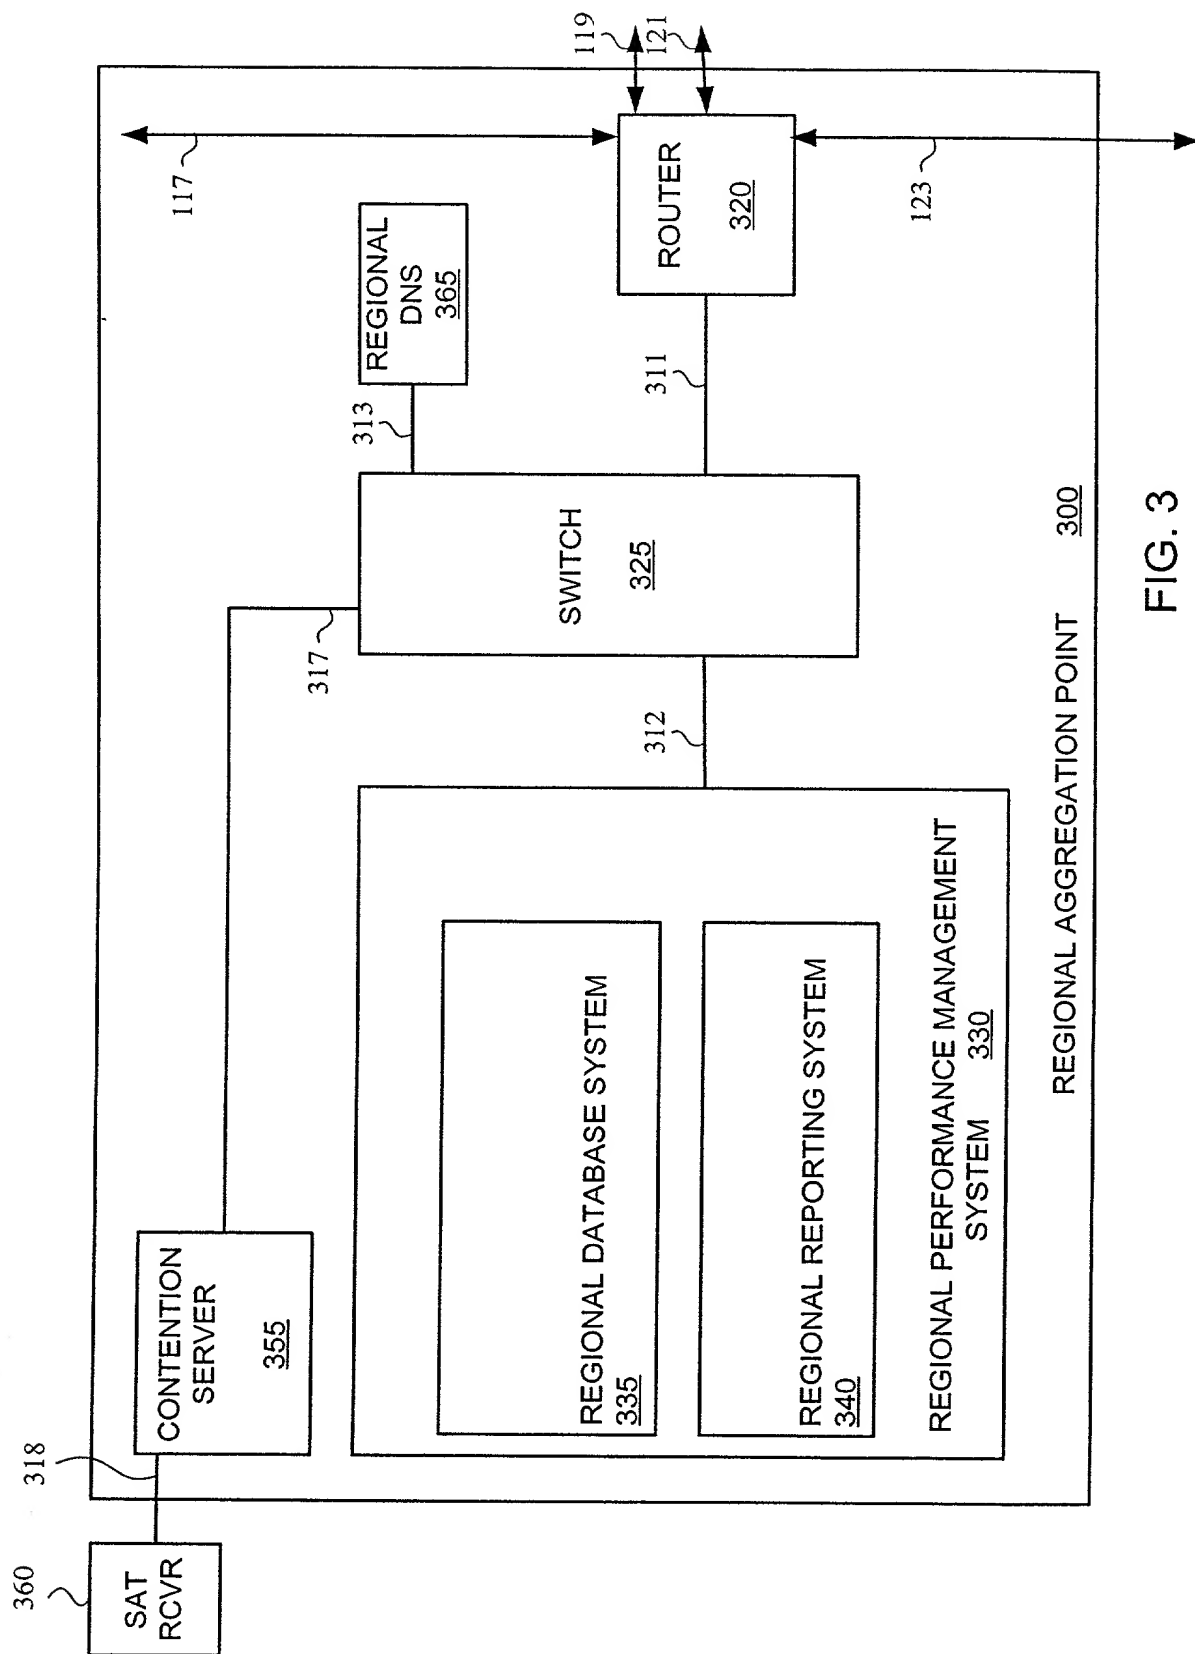 360
SAT
RCVR
318
CONTENTION
SERVER
355
317
313
REGIONAL
DNS
365
117
119
121
SWITCH
325
ROUTER
320
311
312
123
REGIONAL DATABASE SYSTEM
335
REGIONAL REPORTING SYSTEM
340
REGIONAL PERFORMANCE MANAGEMENT
SYSTEM 330
REGIONAL AGGREGATION POINT 300
FIG. 3